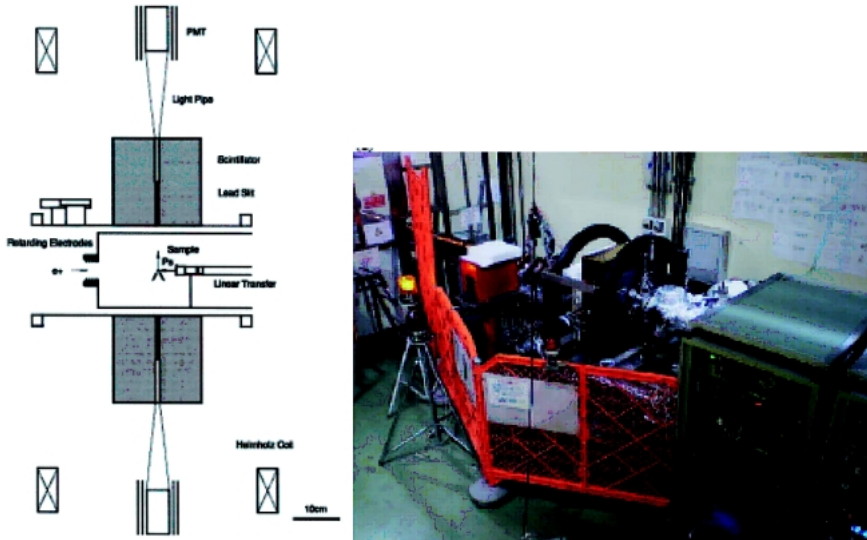 PMT
Light Pipe
Scintillator
Lead Slit
Retarding Electrodes
Sample
Ps
e+
Linear Transfer
Helmholz Coil
10cm